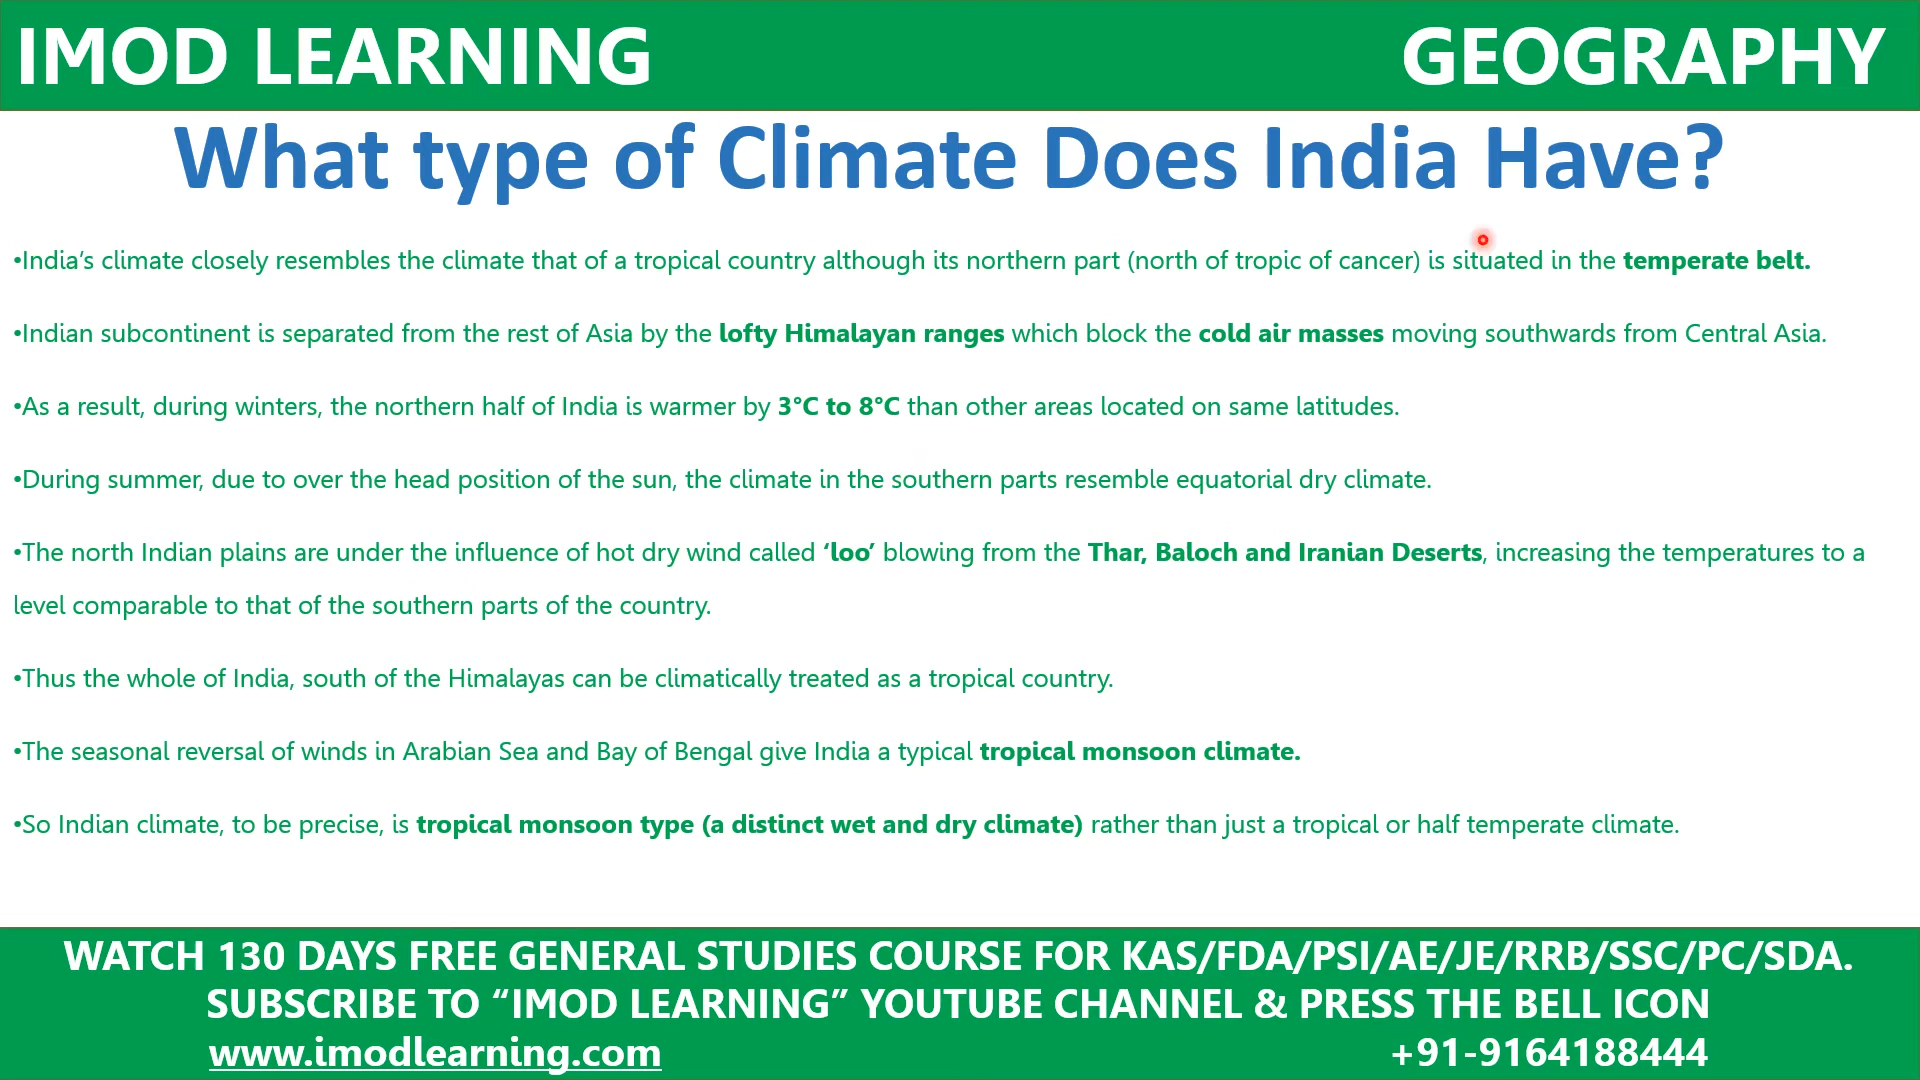 IMOD LEARNING GEOGRAPHY
What type of Climate Does India Have?
•India’s climate closely resembles the climate that of a tropical country although its northern part (north of tropic of cancer) is situated in the temperate belt.
•Indian subcontinent is separated from the rest of Asia by the lofty Himalayan ranges which block the cold air masses moving southwards from Central Asia.
•As a result, during winters, the northern half of India is warmer by 3°C to 8°C than other areas located on same latitudes.
•During summer, due to over the head position of the sun, the climate in the southern parts resemble equatorial dry climate.
•The north Indian plains are under the influence of hot dry wind called ‘loo’ blowing from the Thar, Baloch and Iranian Deserts, increasing the temperatures to a
level comparable to that of the southern parts of the country.
•Thus the whole of India, south of the Himalayas can be climatically treated as a tropical country.
•The seasonal reversal of winds in Arabian Sea and Bay of Bengal give India a typical tropical monsoon climate.
•So Indian climate, to be precise, is tropical monsoon type (a distinct wet and dry climate) rather than just a tropical or half temperate climate.
WATCH 130 DAYS FREE GENERAL STUDIES COURSE FOR KAS/FDA/PSI/AE/JE/RRB/SSC/PC/SDA.
SUBSCRIBE TO “IMOD LEARNING” YOUTUBE CHANNEL & PRESS THE BELL ICON
www.imodlearning.com +91-9164188444